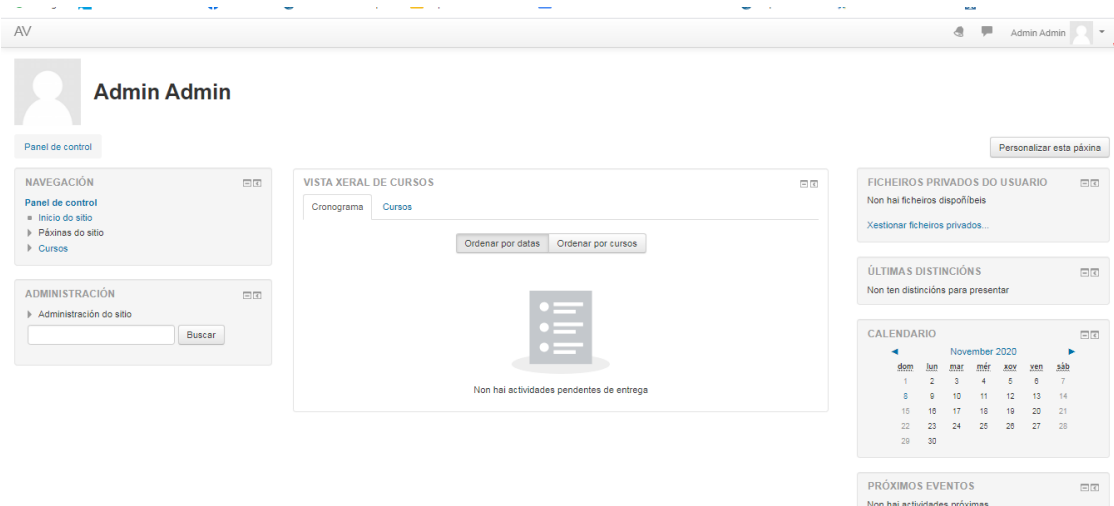 AV
Admin Admin
Admin Admin
Panel de control
Personalizar esta páxina
NAVEGACIÓN
Panel de control
Inicio do sitio
Páxinas do sitio
Cursos
ADMINISTRACIÓN
Administración do sitio
Buscar
VISTA XERAL DE CURSOS
Cronograma Cursos
Ordenar por datas Ordenar por cursos
Non hai actividades pendentes de entrega
FICHEIROS PRIVADOS DO USUARIO
Non hai ficheiros dispoñíbeis
Xestionar ficheiros privados...
ÚLTIMAS DISTINCIÓNS
Non ten distincións para presentar
CALENDARIO
◄ November 2020 ►
dom lun mar mér xov ven sáb
1 2 3 4 5 6 7
8 9 10 11 12 13 14
15 16 17 18 19 20 21
22 23 24 25 26 27 28
29 30
PRÓXIMOS EVENTOS
Non hai actividades próximas